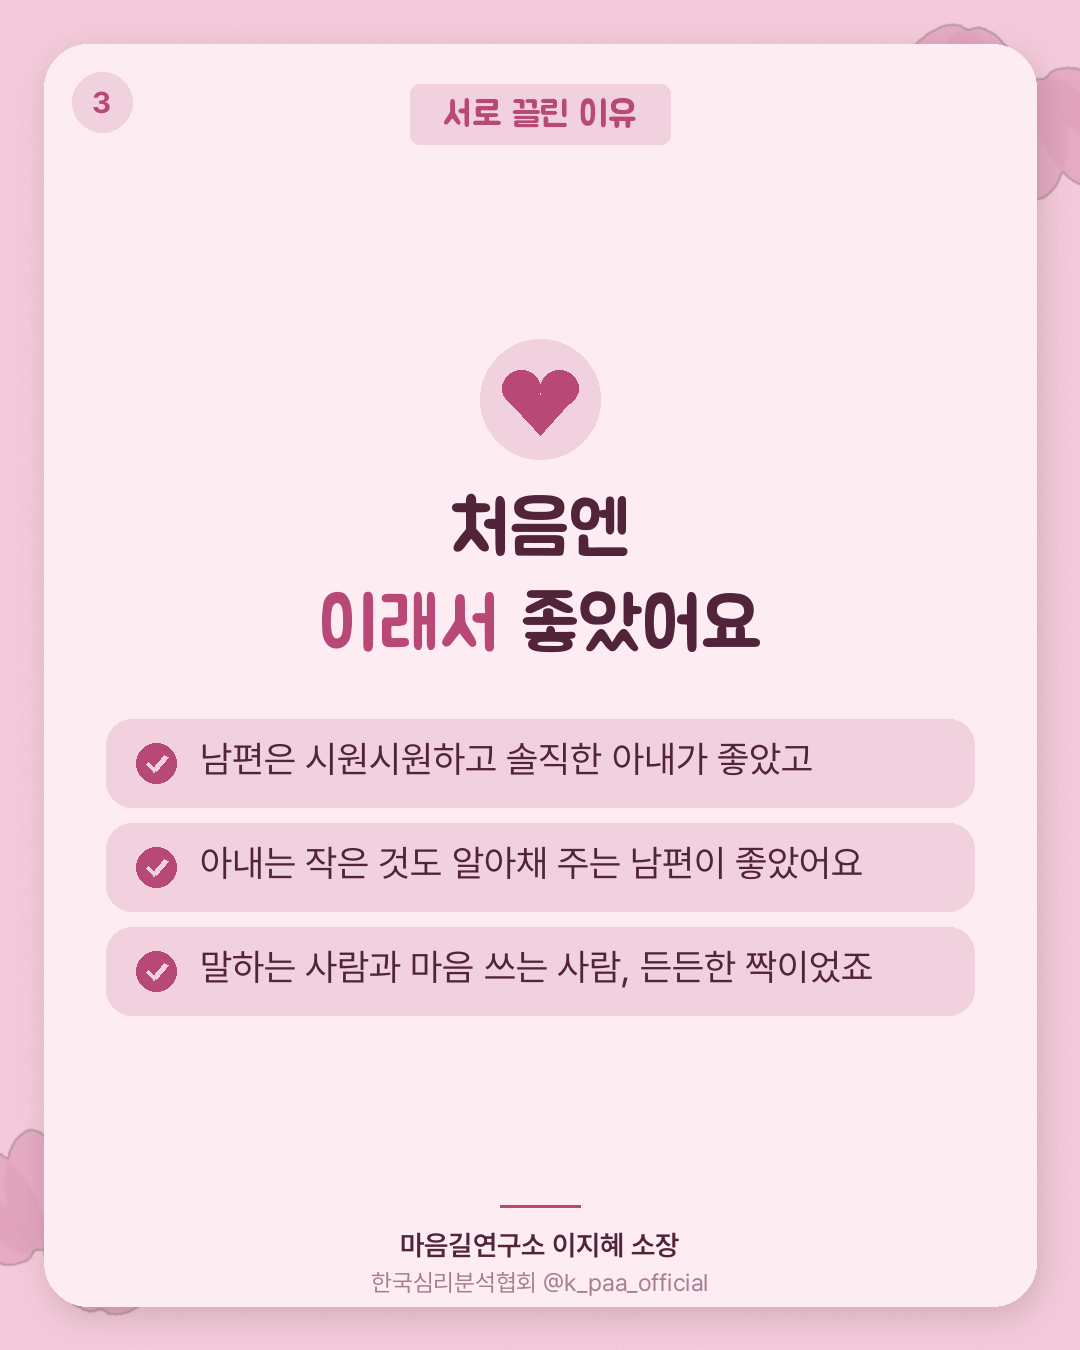 3
서로 끌린 이유
처음엔
이래서 좋았어요
남편은 시원시원하고 솔직한 아내가 좋았고
아내는 작은 것도 알아채 주는 남편이 좋았어요
말하는 사람과 마음 쓰는 사람, 든든한 짝이었죠
마음길연구소 이지혜 소장
한국심리분석협회 @k_paa_official